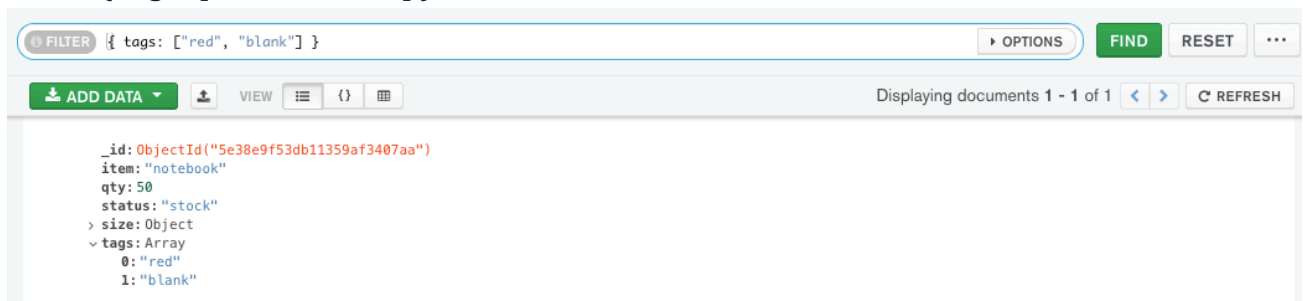 FILTER { tags: ["red", "blank"] } OPTIONS FIND RESET ...
ADD DATA VIEW {} Displaying documents 1 - 1 of 1 < > REFRESH
_id: ObjectId("5e38e9f53db11359af3407aa")
item: "notebook"
qty: 50
status: "stock"
> size: Object
tags: Array
0: "red"
1: "blank"